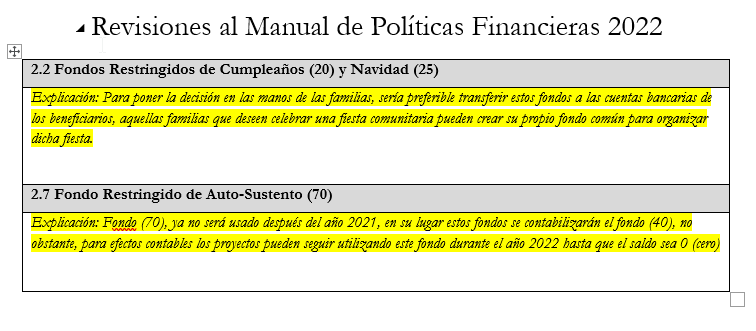 Revisiones al Manual de Políticas Financieras 2022
2.2 Fondos Restringidos de Cumpleaños (20) y Navidad (25)
Explicación: Para poner la decisión en las manos de las familias, sería preferible transferir estos fondos a las cuentas bancarias de
los beneficiarios, aquellas familias que deseen celebrar una fiesta comunitaria pueden crear su propio fondo común para organizar
dicha fiesta.
2.7 Fondo Restringido de Auto-Sustento (70)
Explicación: Fondo (70), ya no será usado después del año 2021, en su lugar estos fondos se contabilizarán el fondo (40), no
obstante, para efectos contables los proyectos pueden seguir utilizando este fondo durante el año 2022 hasta que el saldo sea 0 (cero)